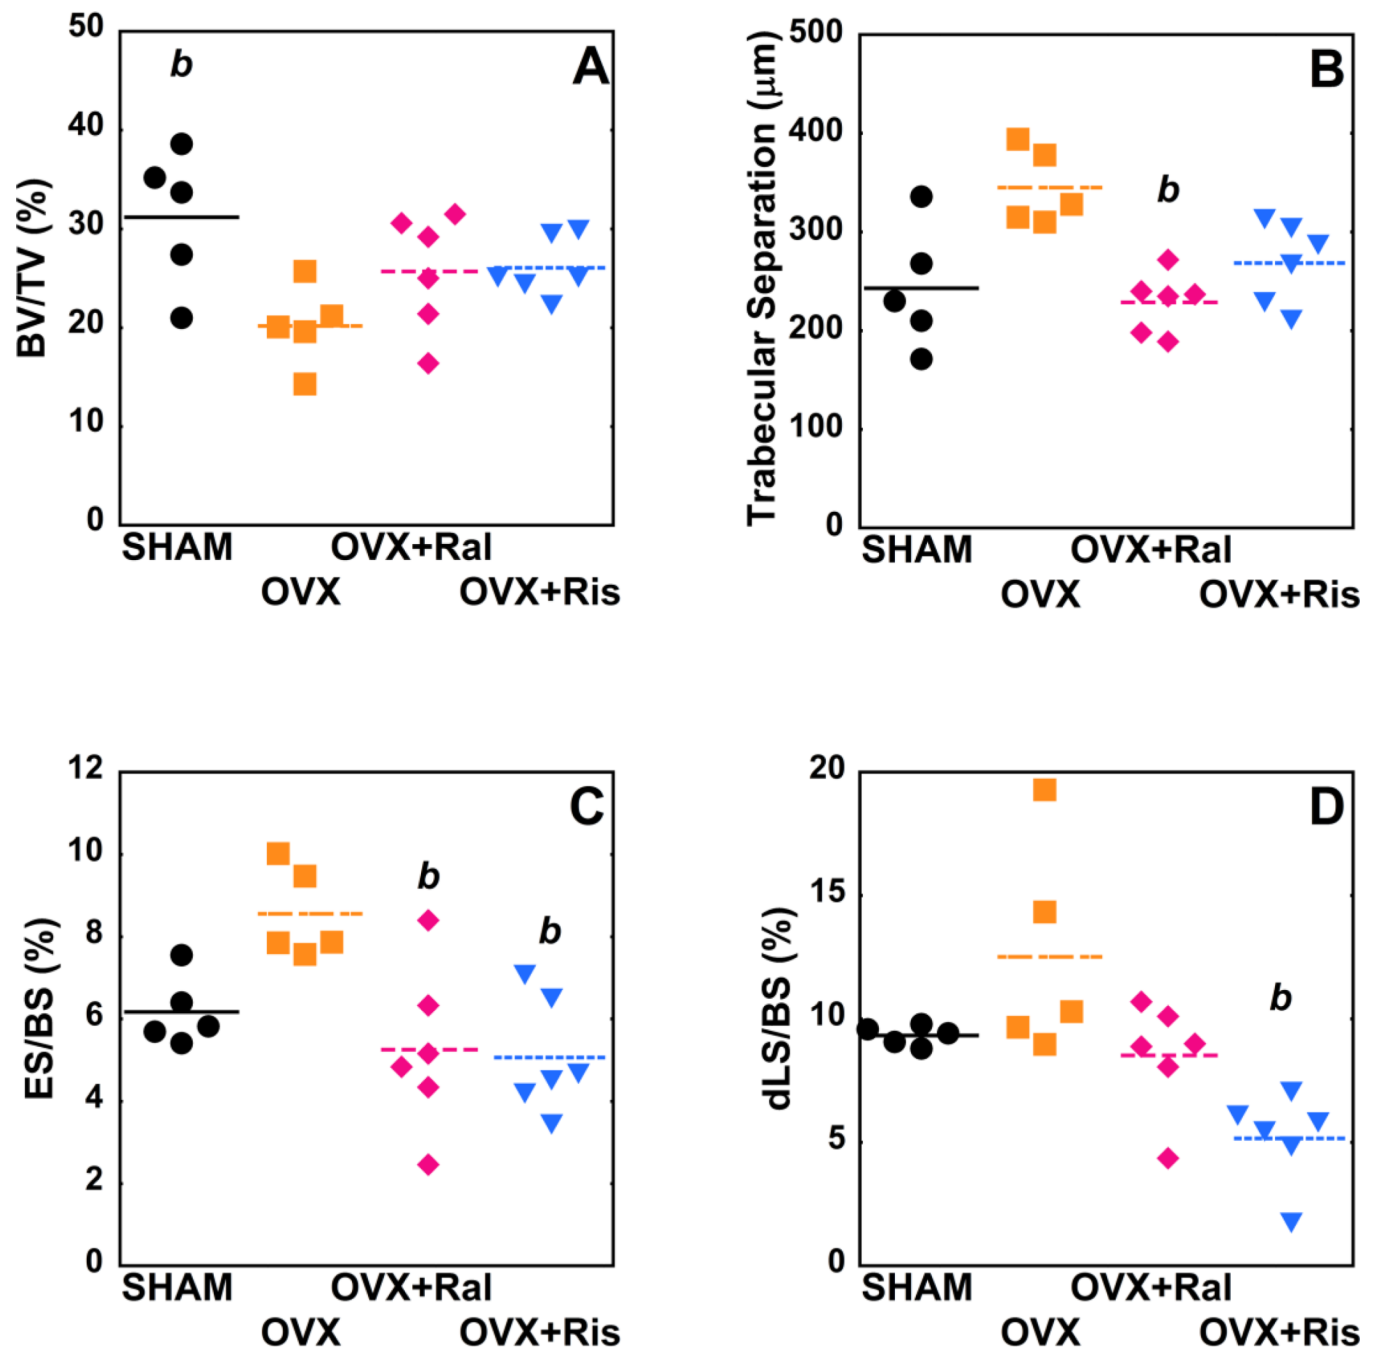 50
40
30
20
10
0
BV/TV (%)
b
A
SHAM
OVX
OVX+Ral
OVX+Ris
500
400
300
200
100
0
Trabecular Separation (μm)
b
B
SHAM
OVX
OVX+Ral
OVX+Ris
12
10
8
6
4
2
0
ES/BS (%)
b
b
C
SHAM
OVX
OVX+Ral
OVX+Ris
20
15
10
5
0
dLS/BS (%)
b
D
SHAM
OVX
OVX+Ral
OVX+Ris